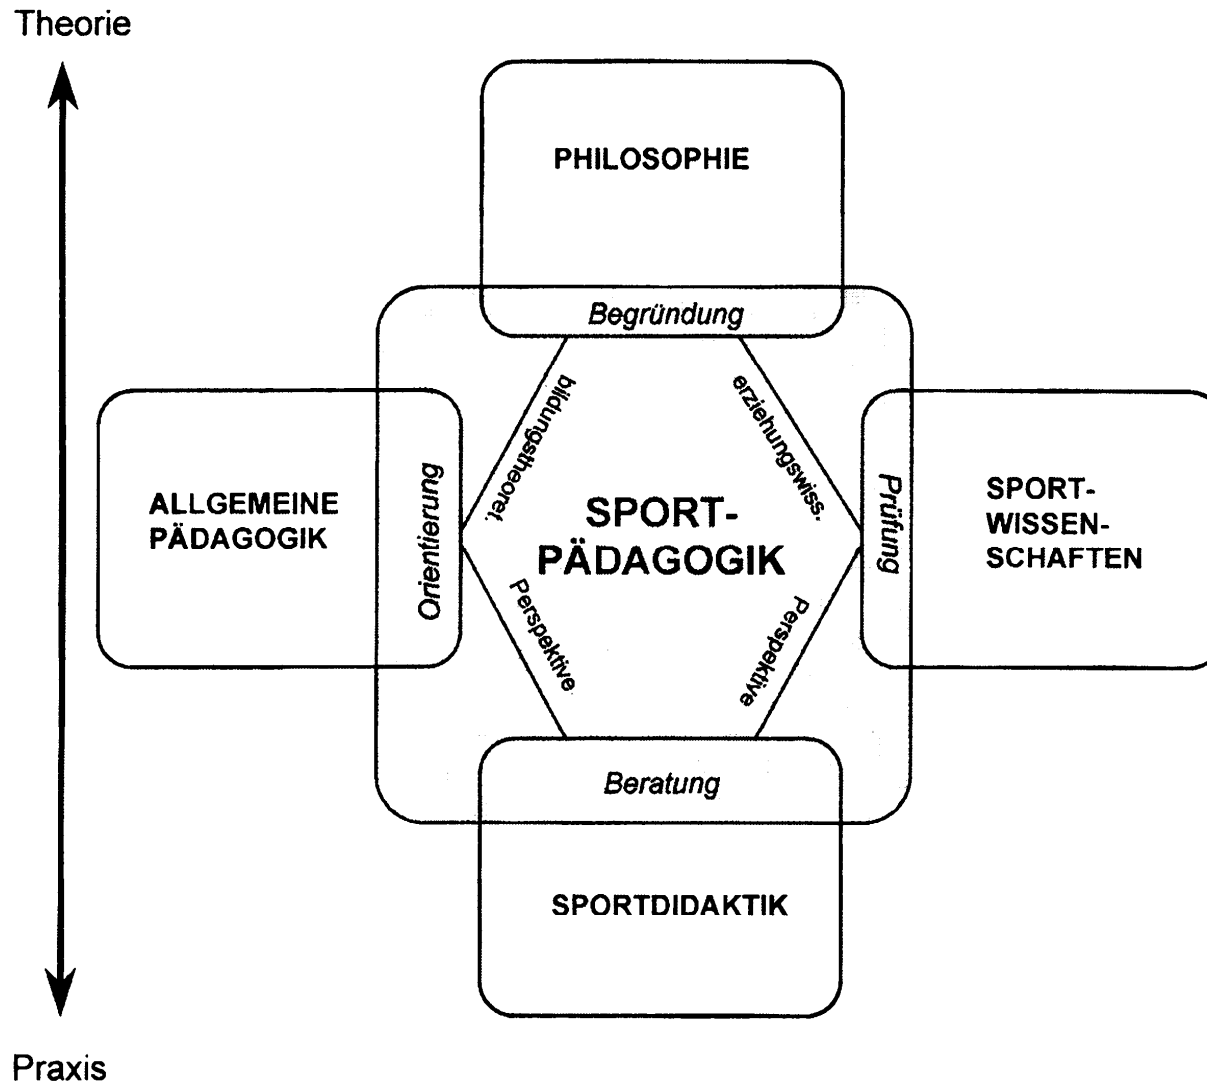 Theorie
PHILOSOPHIE
Begründung
bildungstheoret.
erziehungswiss.
ALLGEMEINE
PÄDAGOGIK
Orientierung
SPORT-
PÄDAGOGIK
Prüfung
SPORT-
WISSEN-
SCHAFTEN
Perspektive
Perspektive
Beratung
SPORTDIDAKTIK
Praxis